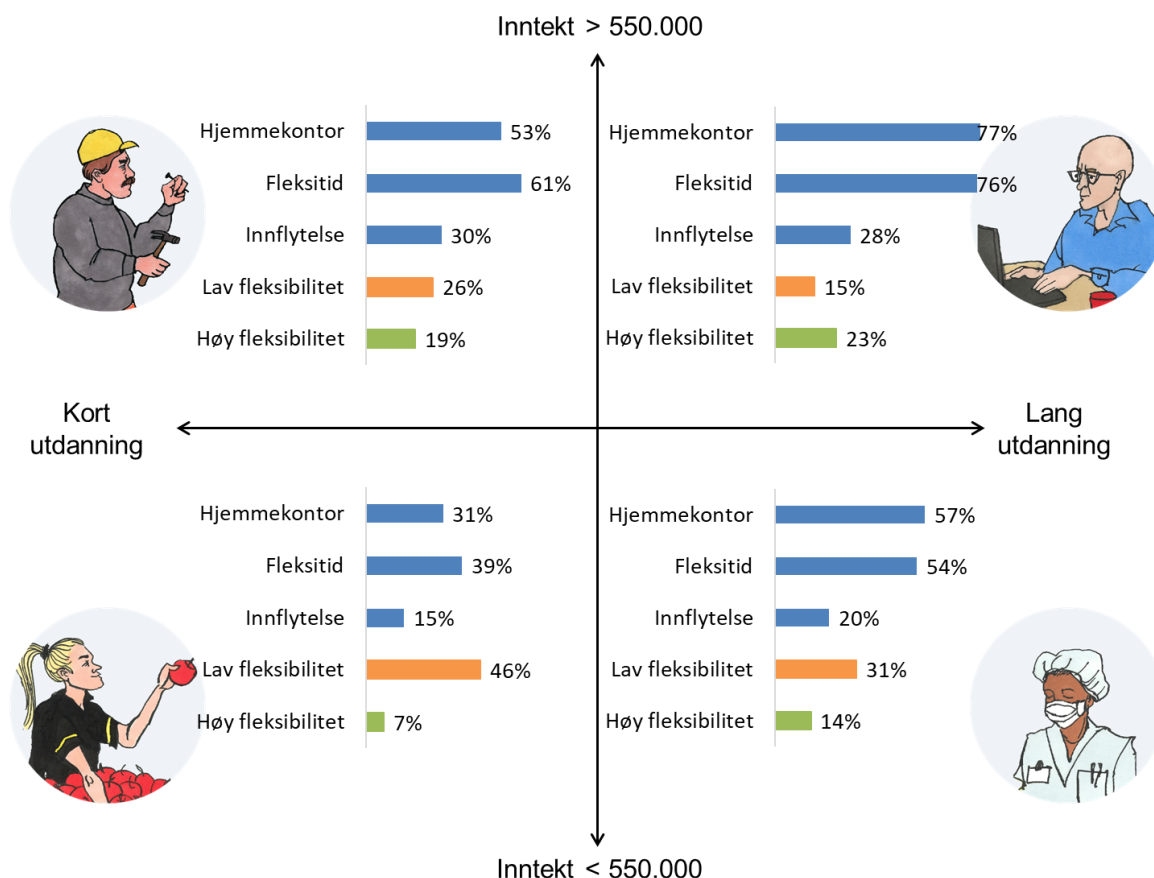 Inntekt > 550.000
Hjemmekontor 53%
Fleksitid 61%
Innflytelse 30%
Lav fleksibilitet 26%
Høy fleksibilitet 19%
Hjemmekontor 77%
Fleksitid 76%
Innflytelse 28%
Lav fleksibilitet 15%
Høy fleksibilitet 23%
Kort
utdanning
Lang
utdanning
Hjemmekontor 31%
Fleksitid 39%
Innflytelse 15%
Lav fleksibilitet 46%
Høy fleksibilitet 7%
Hjemmekontor 57%
Fleksitid 54%
Innflytelse 20%
Lav fleksibilitet 31%
Høy fleksibilitet 14%
Inntekt < 550.000